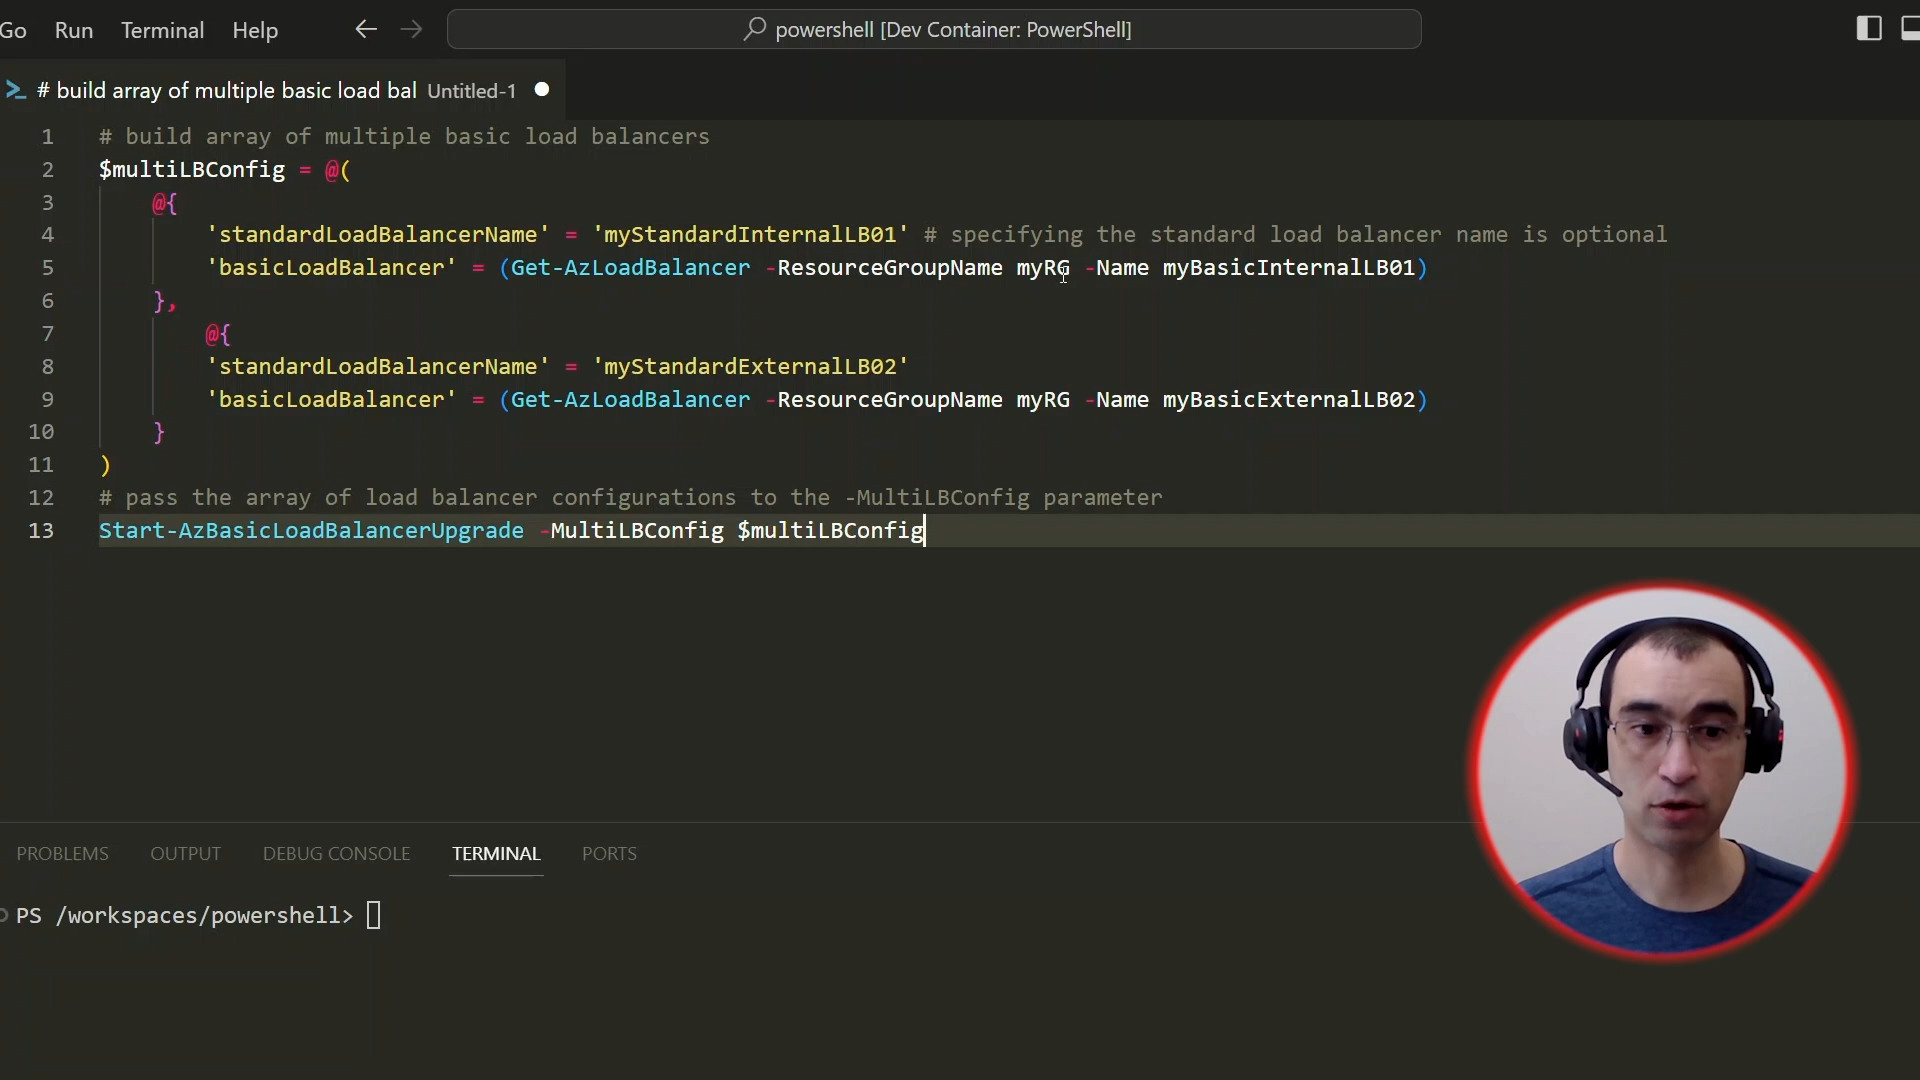 Go Run Terminal Help powershell [Dev Container: PowerShell]
# build array of multiple basic load bal Untitled-1
1 # build array of multiple basic load balancers
2 $multiLBConfig = @(
3 @{
4 'standardLoadBalancerName' = 'myStandardInternalLB01' # specifying the standard load balancer name is optional
5 'basicLoadBalancer' = (Get-AzLoadBalancer -ResourceGroupName myRG -Name myBasicInternalLB01)
6 },
7 @{
8 'standardLoadBalancerName' = 'myStandardExternalLB02'
9 'basicLoadBalancer' = (Get-AzLoadBalancer -ResourceGroupName myRG -Name myBasicExternalLB02)
10 }
11 )
12 # pass the array of load balancer configurations to the -MultiLBConfig parameter
13 Start-AzBasicLoadBalancerUpgrade -MultiLBConfig $multiLBConfig
PROBLEMS OUTPUT DEBUG CONSOLE TERMINAL PORTS
PS /workspaces/powershell>